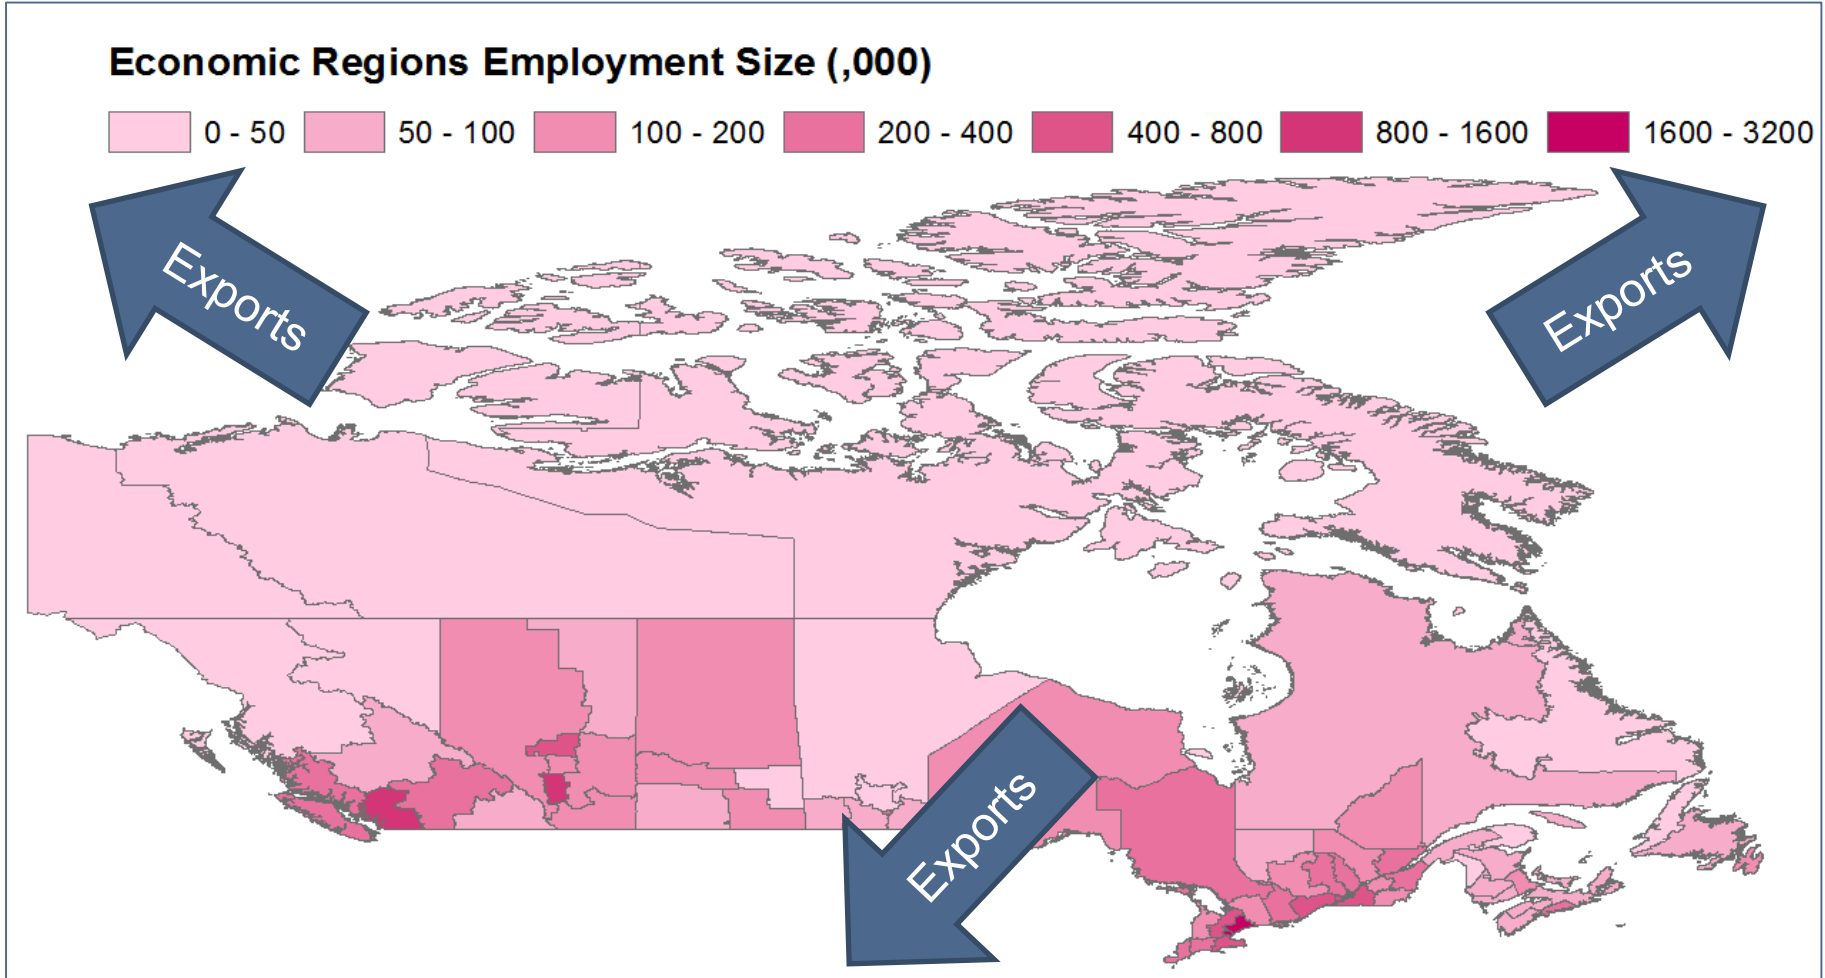 Economic Regions Employment Size (,000)
0 - 50
50 - 100
100 - 200
200 - 400
400 - 800
800 - 1600
1600 - 3200
Exports
Exports
Exports